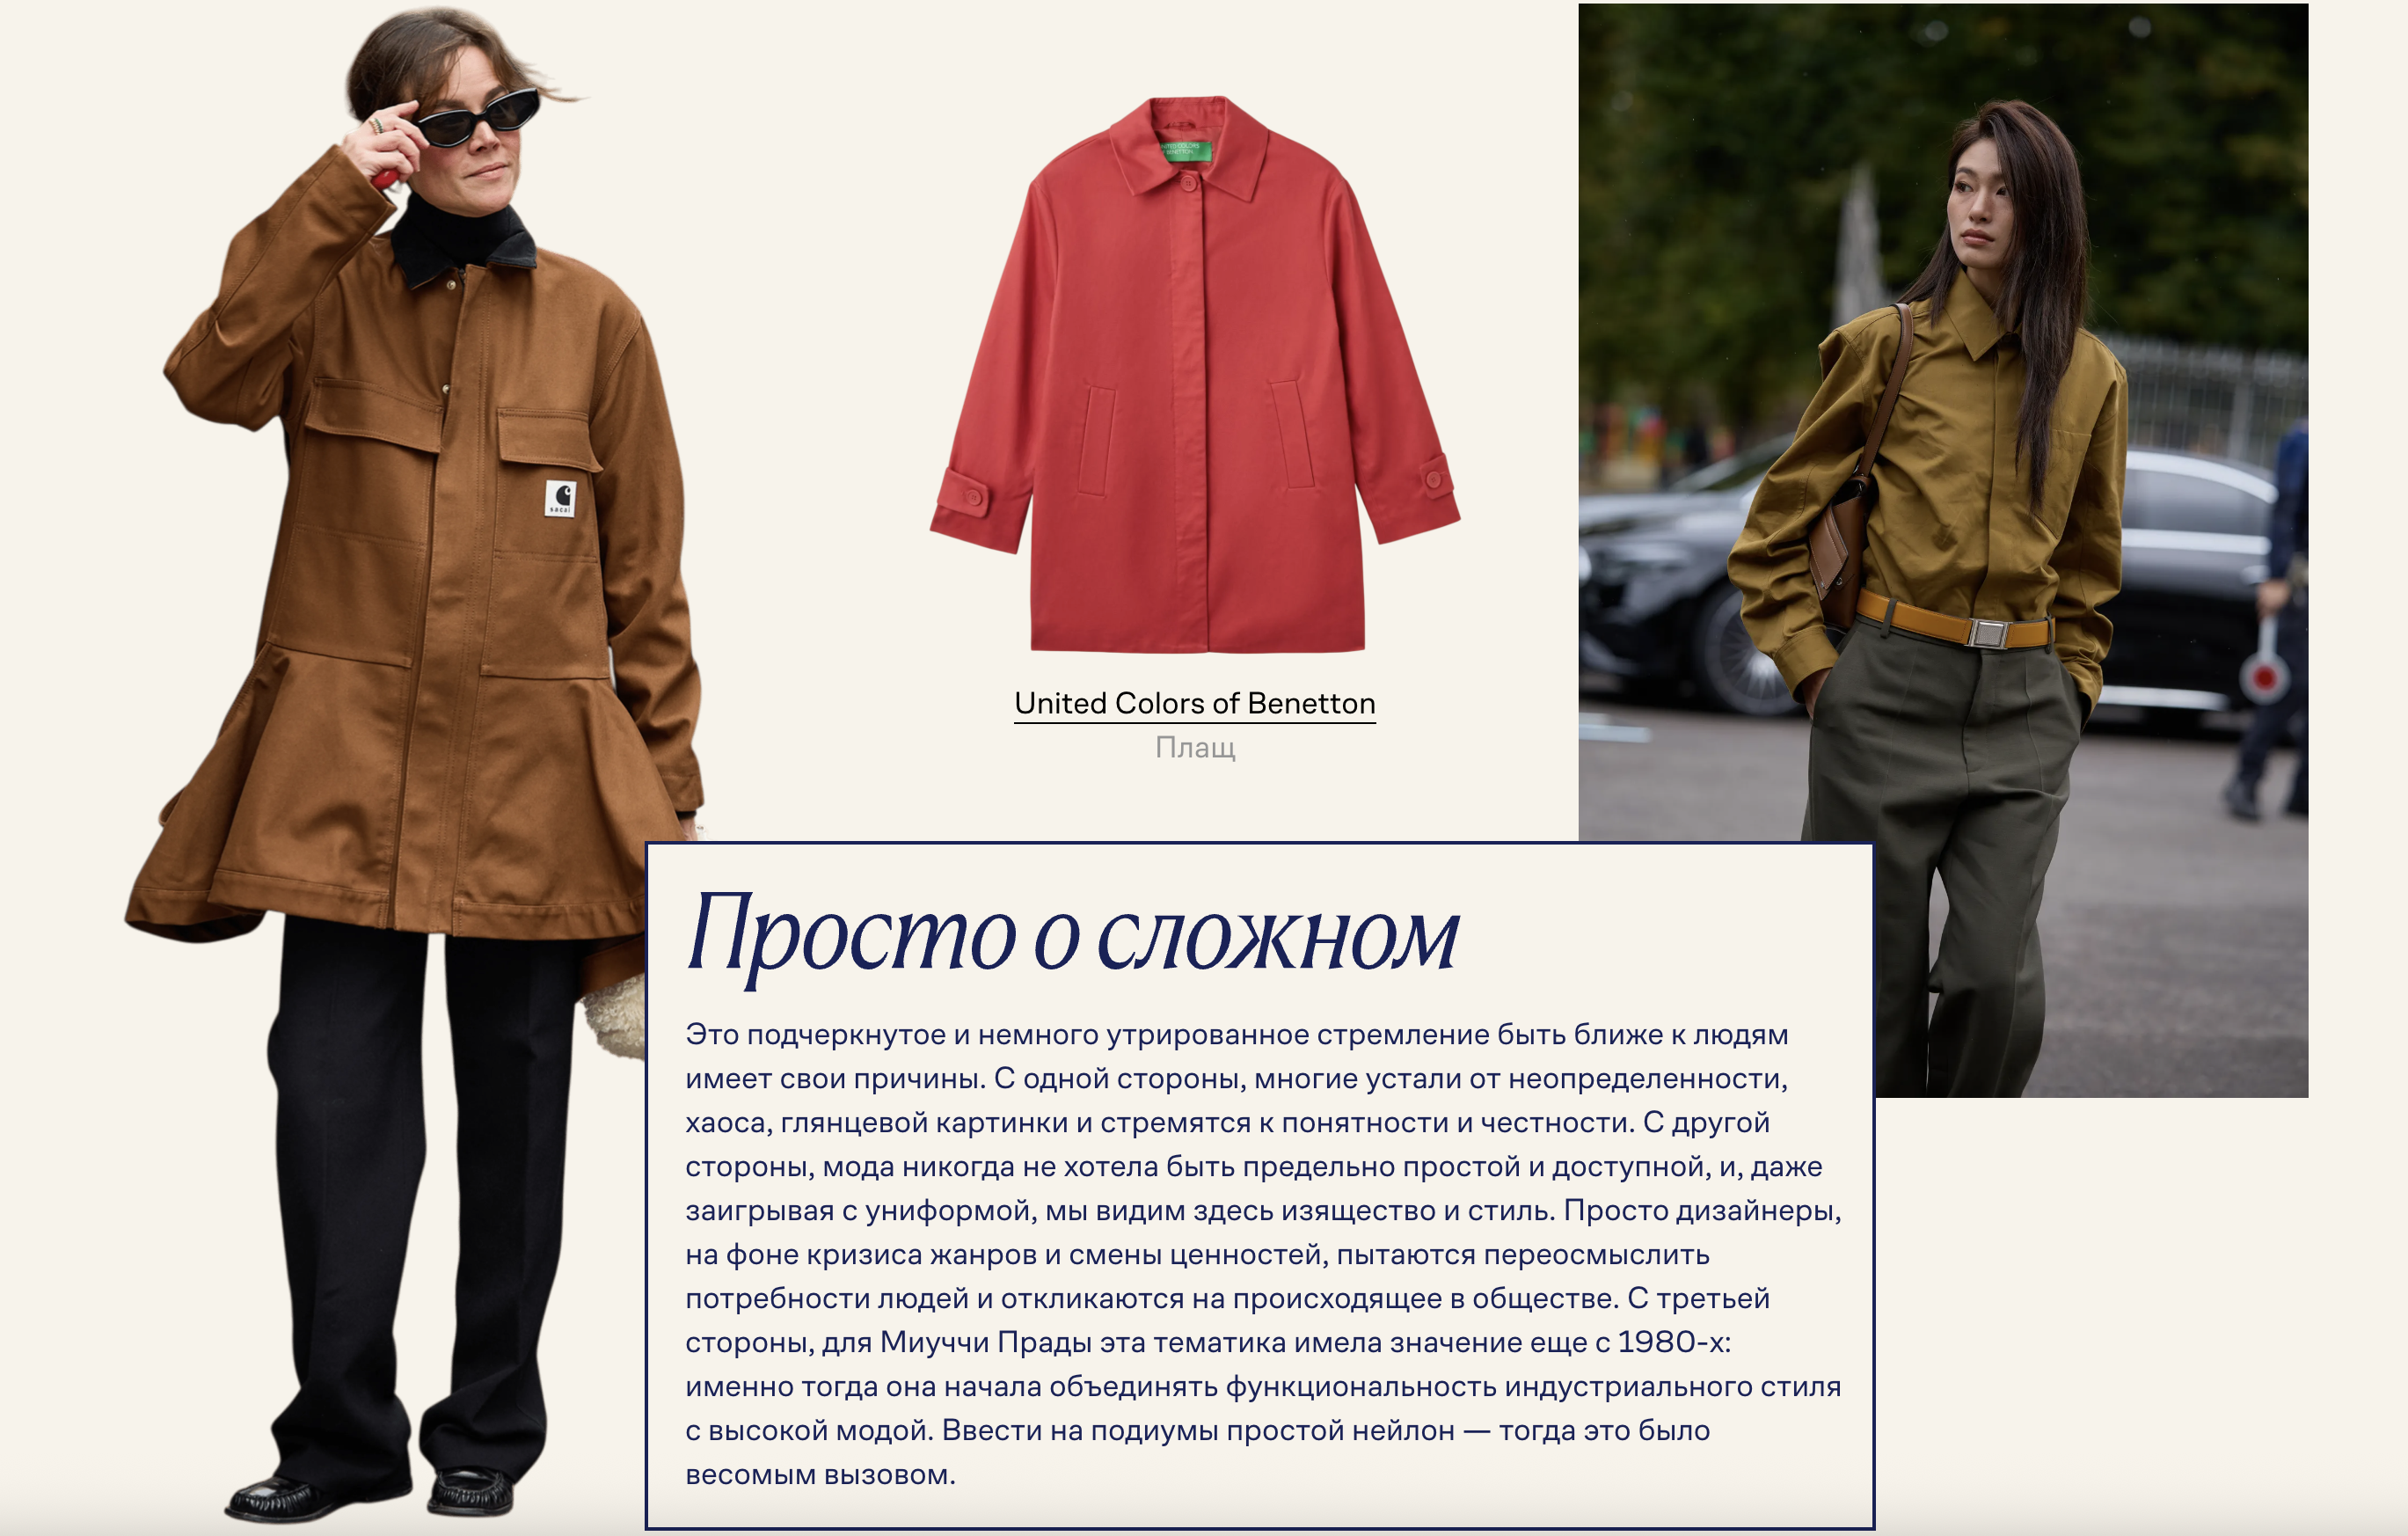 sacai
UNITED COLORS
OF BENETTON.
United Colors of Benetton
Плащ
Просто о сложном
Это подчеркнутое и немного утрированное стремление быть ближе к людям
имеет свои причины. С одной стороны, многие устали от неопределенности,
хаоса, глянцевой картинки и стремятся к понятности и честности. С другой
стороны, мода никогда не хотела быть предельно простой и доступной, и, даже
заигрывая с униформой, мы видим здесь изящество и стиль. Просто дизайнеры,
на фоне кризиса жанров и смены ценностей, пытаются переосмыслить
потребности людей и откликаются на происходящее в обществе. С третьей
стороны, для Миуччи Прады эта тематика имела значение еще с 1980-х:
именно тогда она начала объединять функциональность индустриального стиля
с высокой модой. Ввести на подиумы простой нейлон — тогда это было
весомым вызовом.